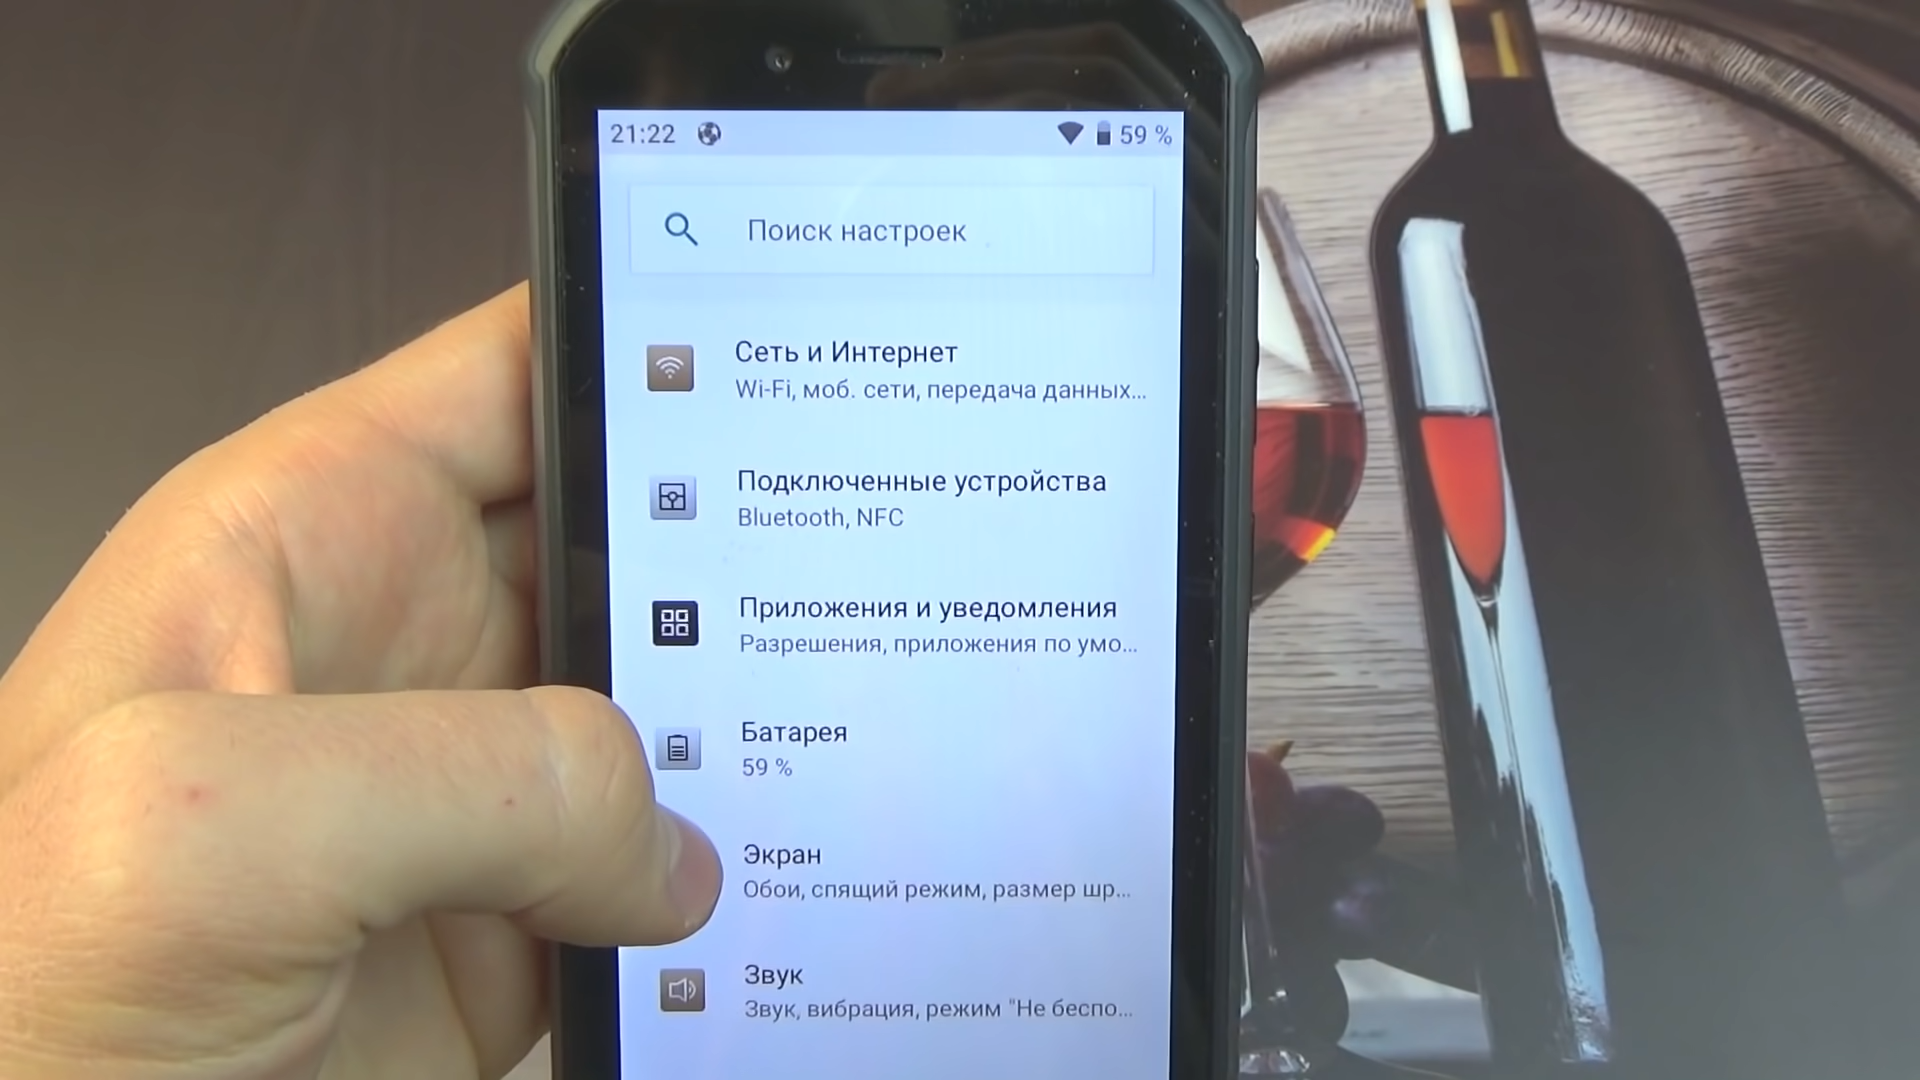 21:22
59 %
Поиск настроек
Сеть и Интернет
Wi-Fi, моб. сети, передача данных…
Подключенные устройства
Bluetooth, NFC
Приложения и уведомления
Разрешения, приложения по умо…
Батарея
59 %
Экран
Обои, спящий режим, размер шр…
Звук
Звук, вибрация, режим "Не беспо…